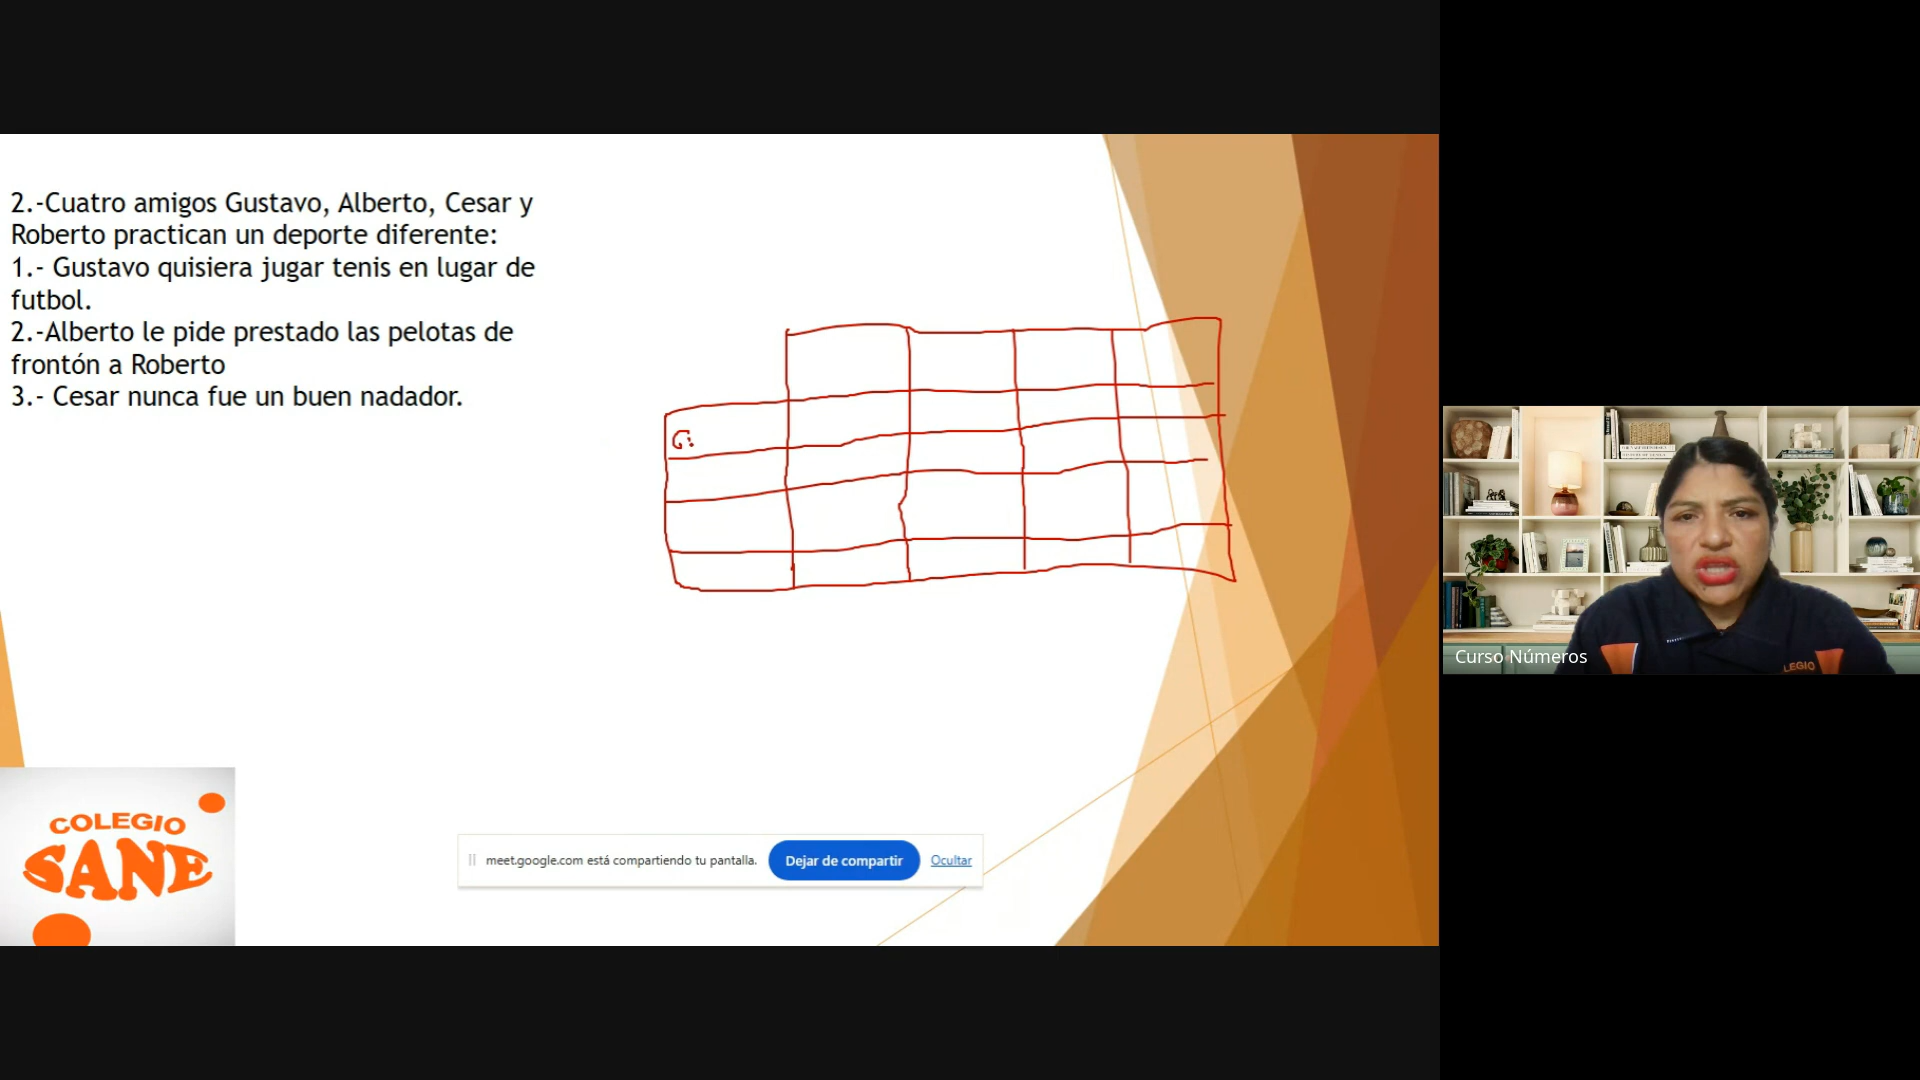 2.-Cuatro amigos Gustavo, Alberto, Cesar y
Roberto practican un deporte diferente:
1.- Gustavo quisiera jugar tenis en lugar de
futbol.
2.-Alberto le pide prestado las pelotas de
frontón a Roberto
3.- Cesar nunca fue un buen nadador.
G:
COLEGIO
SANE
meet.google.com está compartiendo tu pantalla.
Dejar de compartir
Ocultar
Curso Números
LEGIO